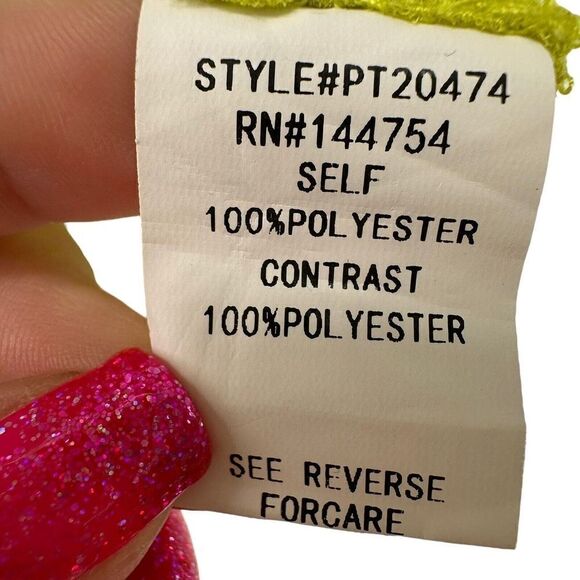 STYLE#PT20474
RN#144754
SELF
100%POLYESTER
CONTRAST
100%POLYESTER
SEE REVERSE
FORCARE